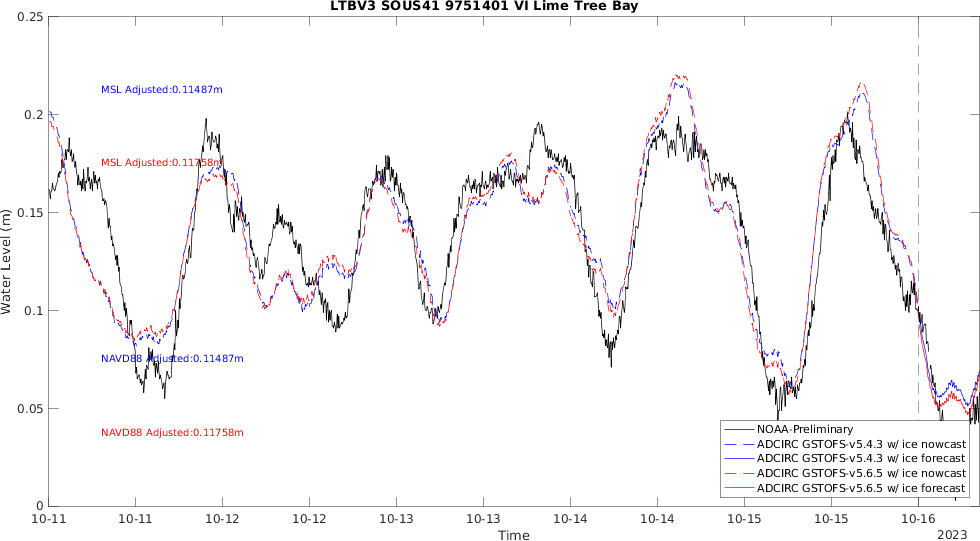 LTBV3 SOUS41 9751401 VI Lime Tree Bay
Water Level (m)
0.25
0.2
0.15
0.1
0.05
0
MSL Adjusted:0.11487m
MSL Adjusted:0.11758m
NAVD88 Adjusted:0.11487m
NAVD88 Adjusted:0.11758m
NOAA-Preliminary
ADCIRC GSTOFS-v5.4.3 w/ ice nowcast
ADCIRC GSTOFS-v5.4.3 w/ ice forecast
ADCIRC GSTOFS-v5.6.5 w/ ice nowcast
ADCIRC GSTOFS-v5.6.5 w/ ice forecast
10-11 10-11 10-12 10-12 10-13 10-13 10-14 10-14 10-15 10-15 10-16
Time
2023